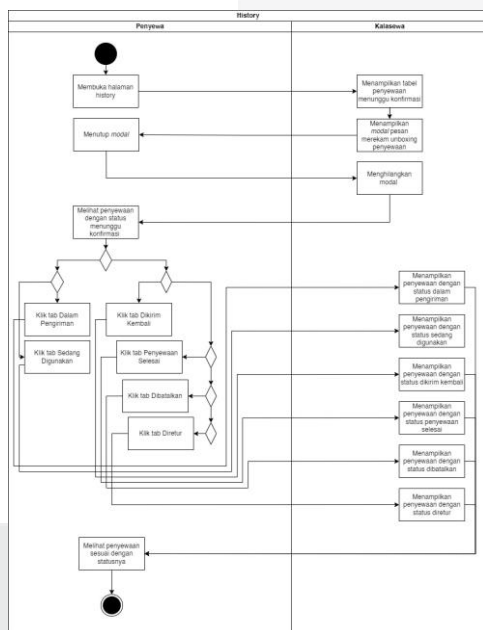 History
Penyewa
Kalasewa
Membuka halaman
history
Menampilkan tabel
penyewaan
menunggu konfirmasi
Menutup modal
Menampilkan
modal pesan
merekam unboxing
penyewaan
Menghilangkan
modal
Melihat penyewaan
dengan status
menunggu
konfirmasi
Klik tab Dalam
Pengiriman
Klik tab Dikirim
Kembali
Klik tab Sedang
Digunakan
Klik tab Penyewaan
Selesai
Klik tab Dibatalkan
Klik tab Diretur
Menampilkan
penyewaan dengan
status dalam
pengiriman
Menampilkan
penyewaan dengan
status sedang
digunakan
Menampilkan
penyewaan dengan
status dikirim kembali
Menampilkan
penyewaan dengan
status penyewaan
selesai
Menampilkan
penyewaan dengan
status dibatalkan
Menampilkan
penyewaan dengan
status diretur
Melihat penyewaan
sesuai dengan
statusnya